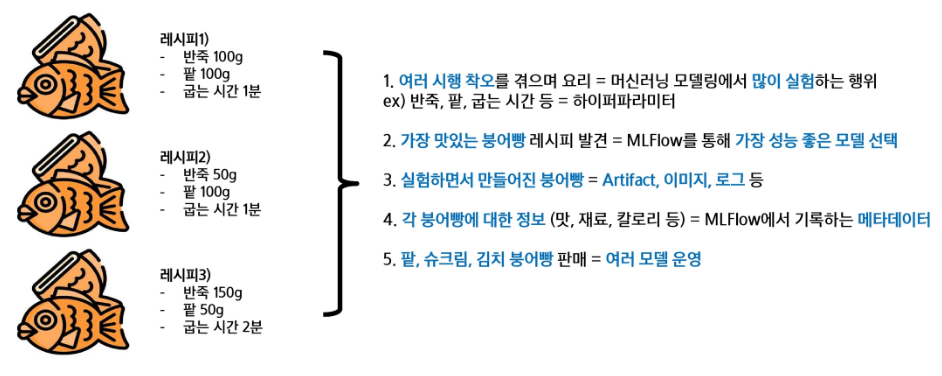 레시피1)
- 반죽 100g
- 팥 100g
- 굽는 시간 1분
레시피2)
- 반죽 50g
- 팥 100g
- 굽는 시간 1분
레시피3)
- 반죽 150g
- 팥 50g
- 굽는 시간 2분
1. 여러 시행 착오를 겪으며 요리 = 머신러닝 모델링에서 많이 실험하는 행위
ex) 반죽, 팥, 굽는 시간 등 = 하이퍼파라미터
2. 가장 맛있는 붕어빵 레시피 발견 = MLFlow를 통해 가장 성능 좋은 모델 선택
3. 실험하면서 만들어진 붕어빵 = Artifact, 이미지, 로그 등
4. 각 붕어빵에 대한 정보 (맛, 재료, 칼로리 등) = MLFlow에서 기록하는 메타데이터
5. 팥, 슈크림, 김치 붕어빵 판매 = 여러 모델 운영